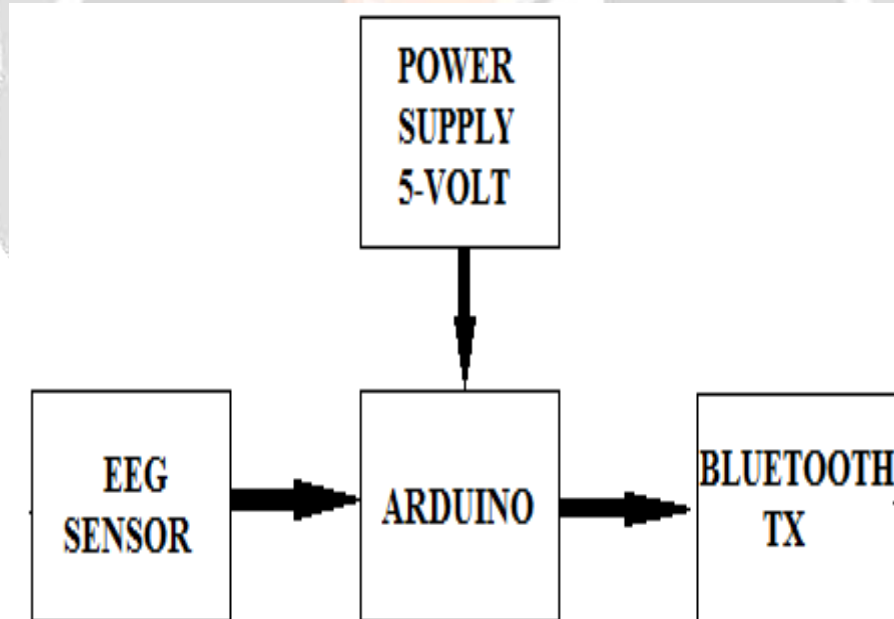 POWER
SUPPLY
5-VOLT
EEG
SENSOR
ARDUINO
BLUETOOTH
TX